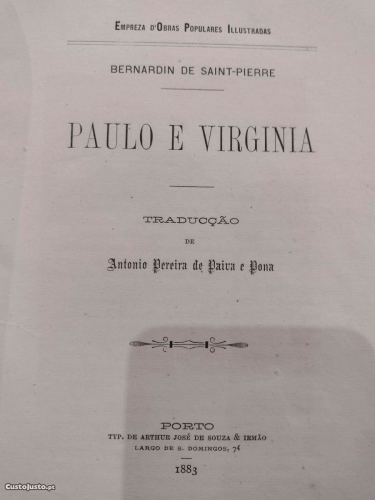 EMPREZA D'OBRAS POPULARES ILLUSTRADAS
BERNARDIN DE SAINT-PIERRE
PAULO E VIRGINIA
TRADUCÇÃO
DE
Antonio Pereira de Paiva e Pona
PORTO
TYP. DE ARTHUR JOSÉ DE SOUZA & IRMÃO
LARGO DE S. DOMINGOS, 74
1883
CustoJusto.pt